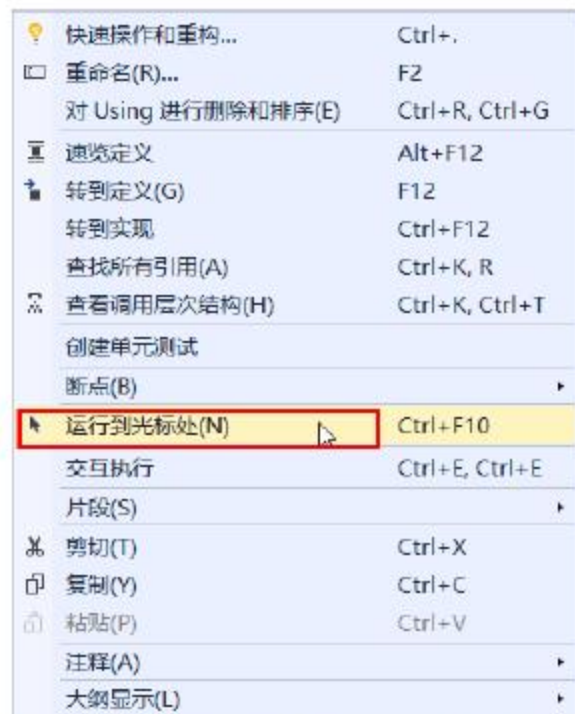 快速操作和重构... Ctrl+.
重命名(R)... F2
对 Using 进行删除和排序(E) Ctrl+R, Ctrl+G
速览定义 Alt+F12
转到定义(G) F12
转到实现 Ctrl+F12
查找所有引用(A) Ctrl+K, R
查看调用层次结构(H) Ctrl+K, Ctrl+T
创建单元测试
断点(B)
运行到光标处(N) Ctrl+F10
交互执行 Ctrl+E, Ctrl+E
片段(S)
剪切(T) Ctrl+X
复制(Y) Ctrl+C
粘贴(P) Ctrl+V
注释(A)
大纲显示(L)